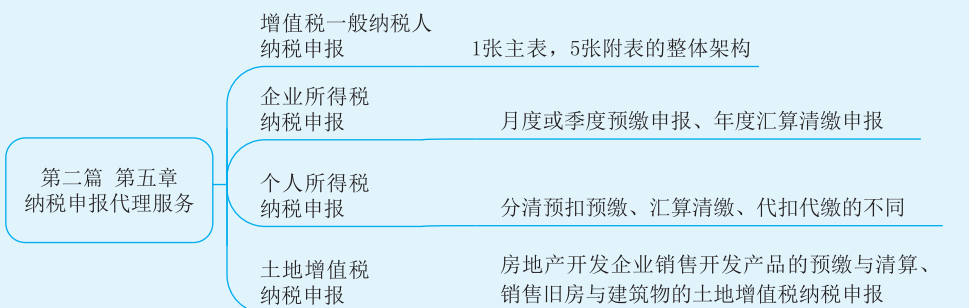 第二篇 第五章
纳税申报代理服务
增值税一般纳税人
纳税申报
1张主表，5张附表的整体架构
企业所得税
纳税申报
月度或季度预缴申报、年度汇算清缴申报
个人所得税
纳税申报
分清预扣预缴、汇算清缴、代扣代缴的不同
土地增值税
纳税申报
房地产开发企业销售开发产品的预缴与清算、
销售旧房与建筑物的土地增值税纳税申报